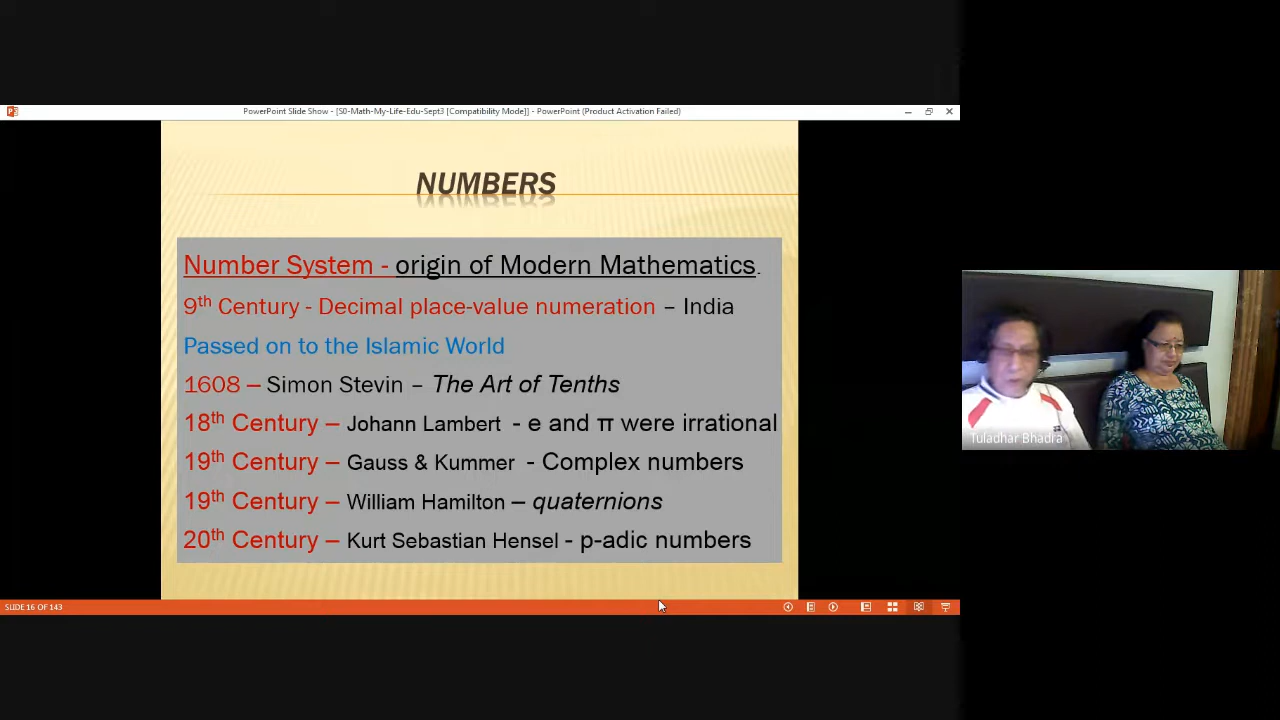 PowerPoint Slide Show - [S0-Math-My-Life-Edu-Sept3 [Compatibility Mode]] - PowerPoint (Product Activation Failed)
NUMBERS
Number System - origin of Modern Mathematics.
9th Century - Decimal place-value numeration – India
Passed on to the Islamic World
1608 – Simon Stevin – The Art of Tenths
18th Century – Johann Lambert - e and π were irrational
19th Century – Gauss & Kummer - Complex numbers
19th Century – William Hamilton – quaternions
20th Century – Kurt Sebastian Hensel - p-adic numbers
Tuladhar Bhadra
SLIDE 16 OF 143